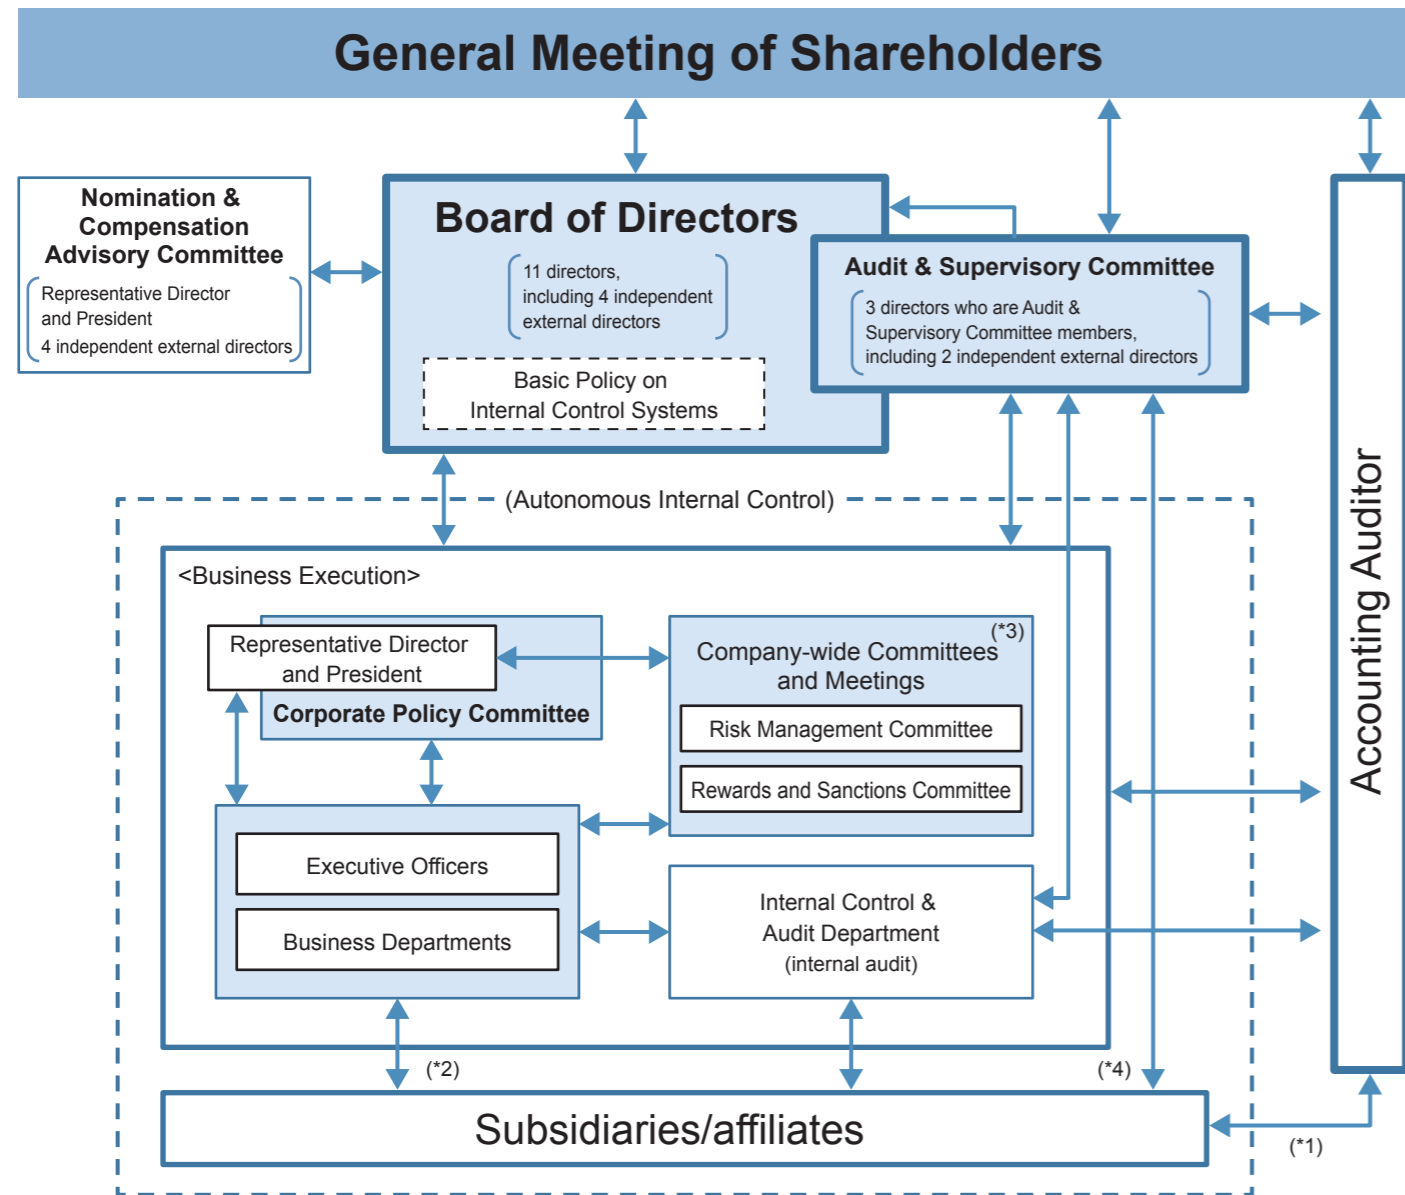 General Meeting of Shareholders
Nomination &
Compensation
Advisory Committee
Representative Director
and President
4 independent external directors
Board of Directors
11 directors,
including 4 independent
external directors
Basic Policy on
Internal Control Systems
Audit & Supervisory Committee
3 directors who are Audit &
Supervisory Committee members,
including 2 independent external directors
Accounting Auditor
(Autonomous Internal Control)
<Business Execution>
Representative Director
and President
Corporate Policy Committee
(*3)
Company-wide Committees
and Meetings
Risk Management Committee
Rewards and Sanctions Committee
Executive Officers
Business Departments
Internal Control &
Audit Department
(internal audit)
(*2)
(*4)
Subsidiaries/affiliates
(*1)